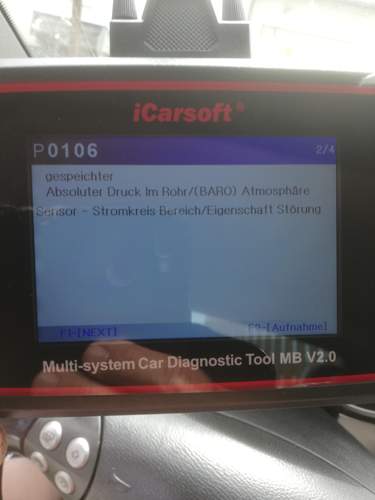 iCarsoft®
P0106 2/4
gespeichter
Absoluter Druck Im Rohr/(BARO) Atmosphäre
Sensor - Stromkreis Bereich/Eigenschaft Störung
F1-[NEXT] F2-[Aufnahme]
Multi-system Car Diagnostic Tool MB V2.0